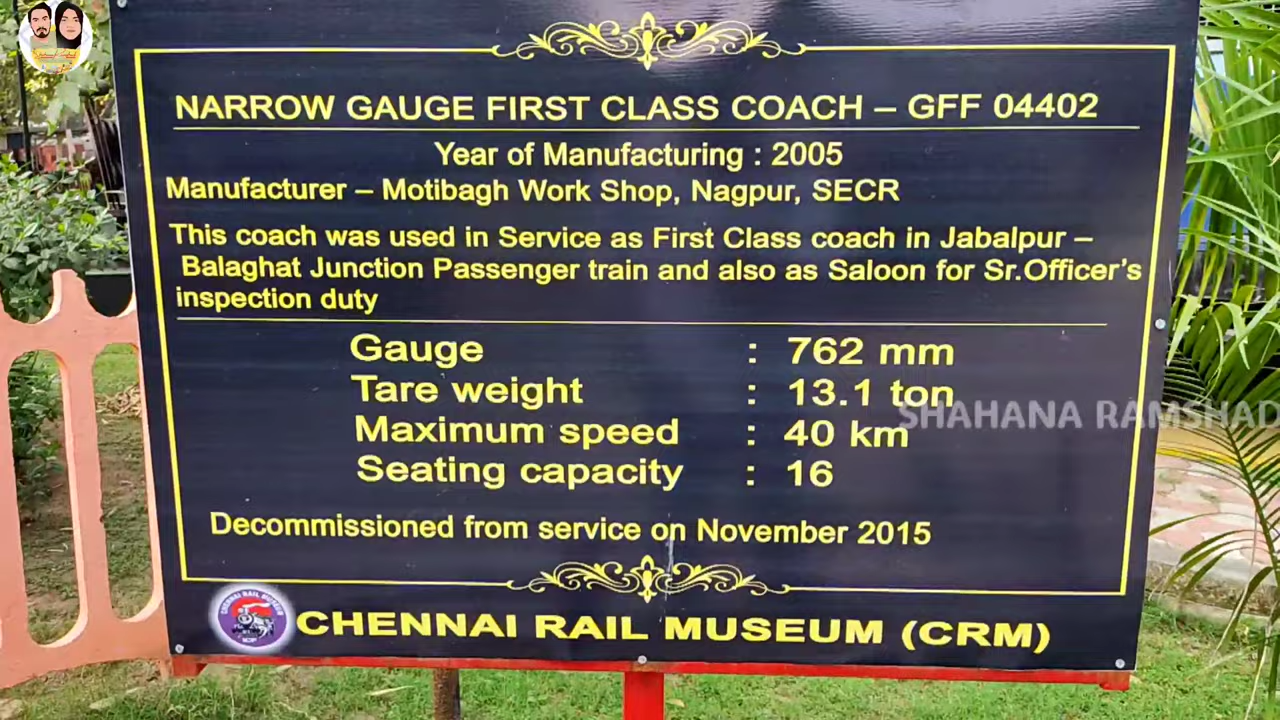 NARROW GAUGE FIRST CLASS COACH – GFF 04402
Year of Manufacturing : 2005
Manufacturer – Motibagh Work Shop, Nagpur, SECR
This coach was used in Service as First Class coach in Jabalpur –
Balaghat Junction Passenger train and also as Saloon for Sr.Officer's
inspection duty
Gauge : 762 mm
Tare weight : 13.1 ton
Maximum speed : 40 km
Seating capacity : 16
SHAHANA RAMSHAD
Decommissioned from service on November 2015
CHENNAI RAIL MUSEUM
CHENNAI RAIL MUSEUM (CRM)